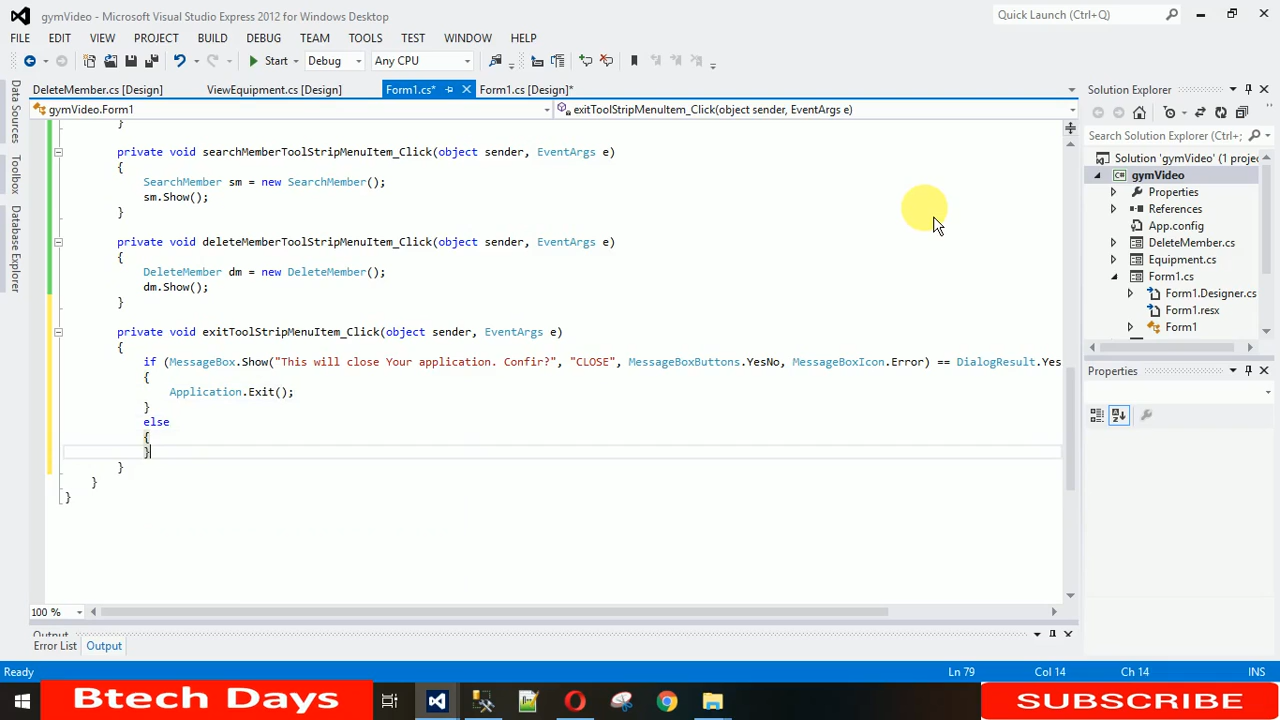 gymVideo - Microsoft Visual Studio Express 2012 for Windows Desktop
Quick Launch (Ctrl+Q)
FILE EDIT VIEW PROJECT BUILD DEBUG TEAM TOOLS TEST WINDOW HELP
Start Debug Any CPU
DeleteMember.cs [Design] ViewEquipment.cs [Design] Form1.cs* Form1.cs [Design]*
gymVideo.Form1 exitToolStripMenuItem_Click(object sender, EventArgs e)
Data Sources
Toolbox
Database Explorer
}
private void searchMemberToolStripMenuItem_Click(object sender, EventArgs e)
{
SearchMember sm = new SearchMember();
sm.Show();
}
private void deleteMemberToolStripMenuItem_Click(object sender, EventArgs e)
{
DeleteMember dm = new DeleteMember();
dm.Show();
}
private void exitToolStripMenuItem_Click(object sender, EventArgs e)
{
if (MessageBox.Show("This will close Your application. Confir?", "CLOSE", MessageBoxButtons.YesNo, MessageBoxIcon.Error) == DialogResult.Yes
{
Application.Exit();
}
else
{
}
}
}
}
100 %
Output
Error List Output
Solution Explorer
Search Solution Explorer (Ctrl+;)
Solution 'gymVideo' (1 projec
gymVideo
Properties
References
App.config
DeleteMember.cs
Equipment.cs
Form1.cs
Form1.Designer.cs
Form1.resx
Form1
Properties
Ready Ln 79 Col 14 Ch 14 INS
Btech Days
SUBSCRIBE